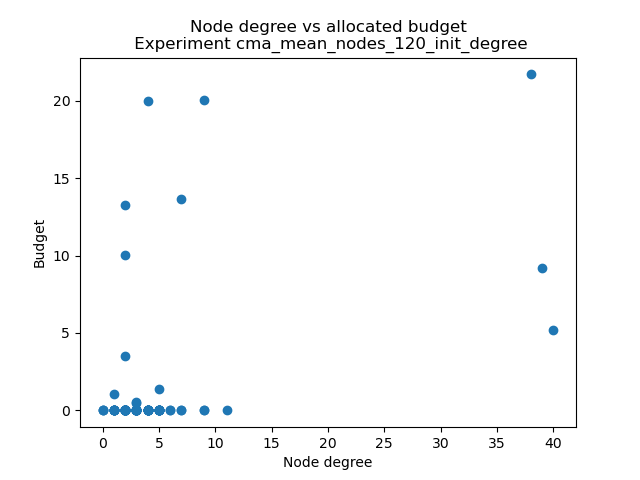 Node degree vs allocated budget
Experiment cma_mean_nodes_120_init_degree
20
15
10
5
0
Budget
0 5 10 15 20 25 30 35 40
Node degree